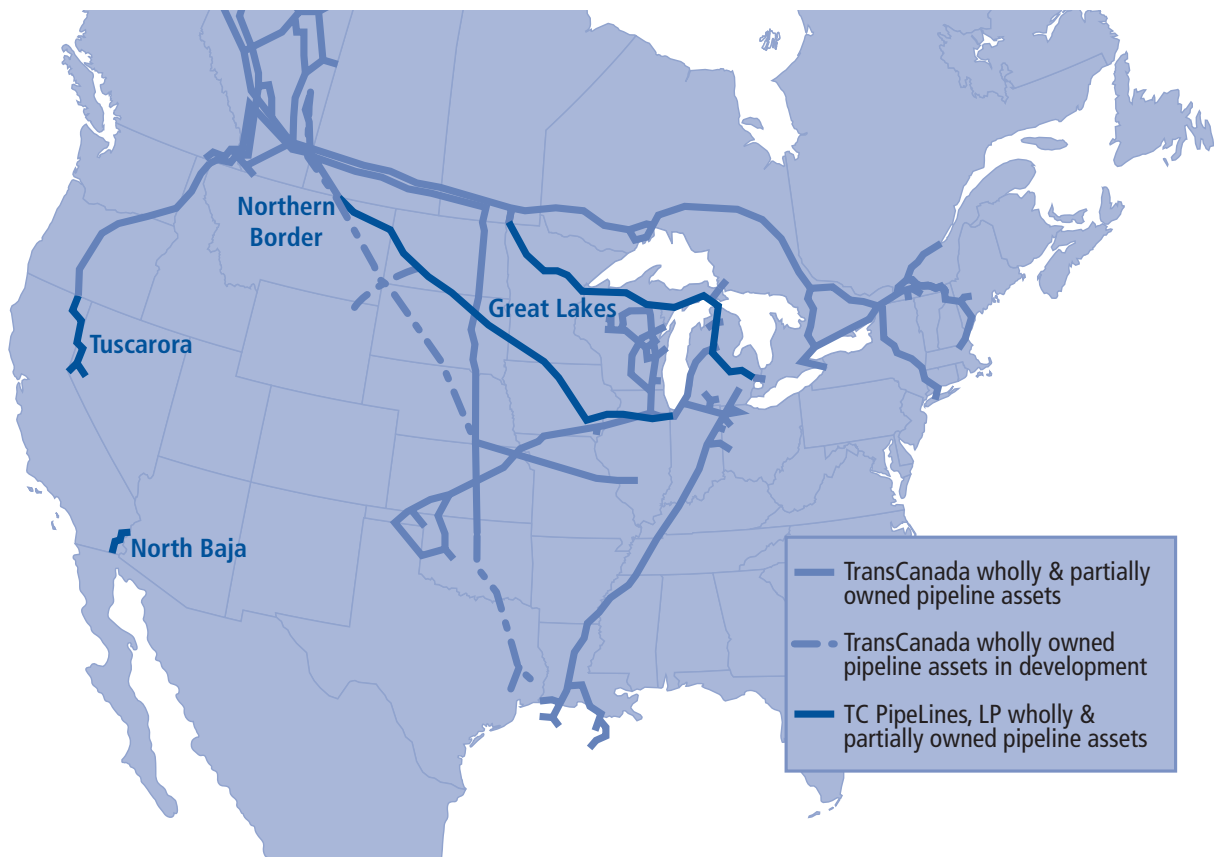 Northern
Border
Great Lakes
Tuscarora
North Baja
TransCanada wholly & partially
owned pipeline assets
TransCanada wholly owned
pipeline assets in development
TC PipeLines, LP wholly &
partially owned pipeline assets